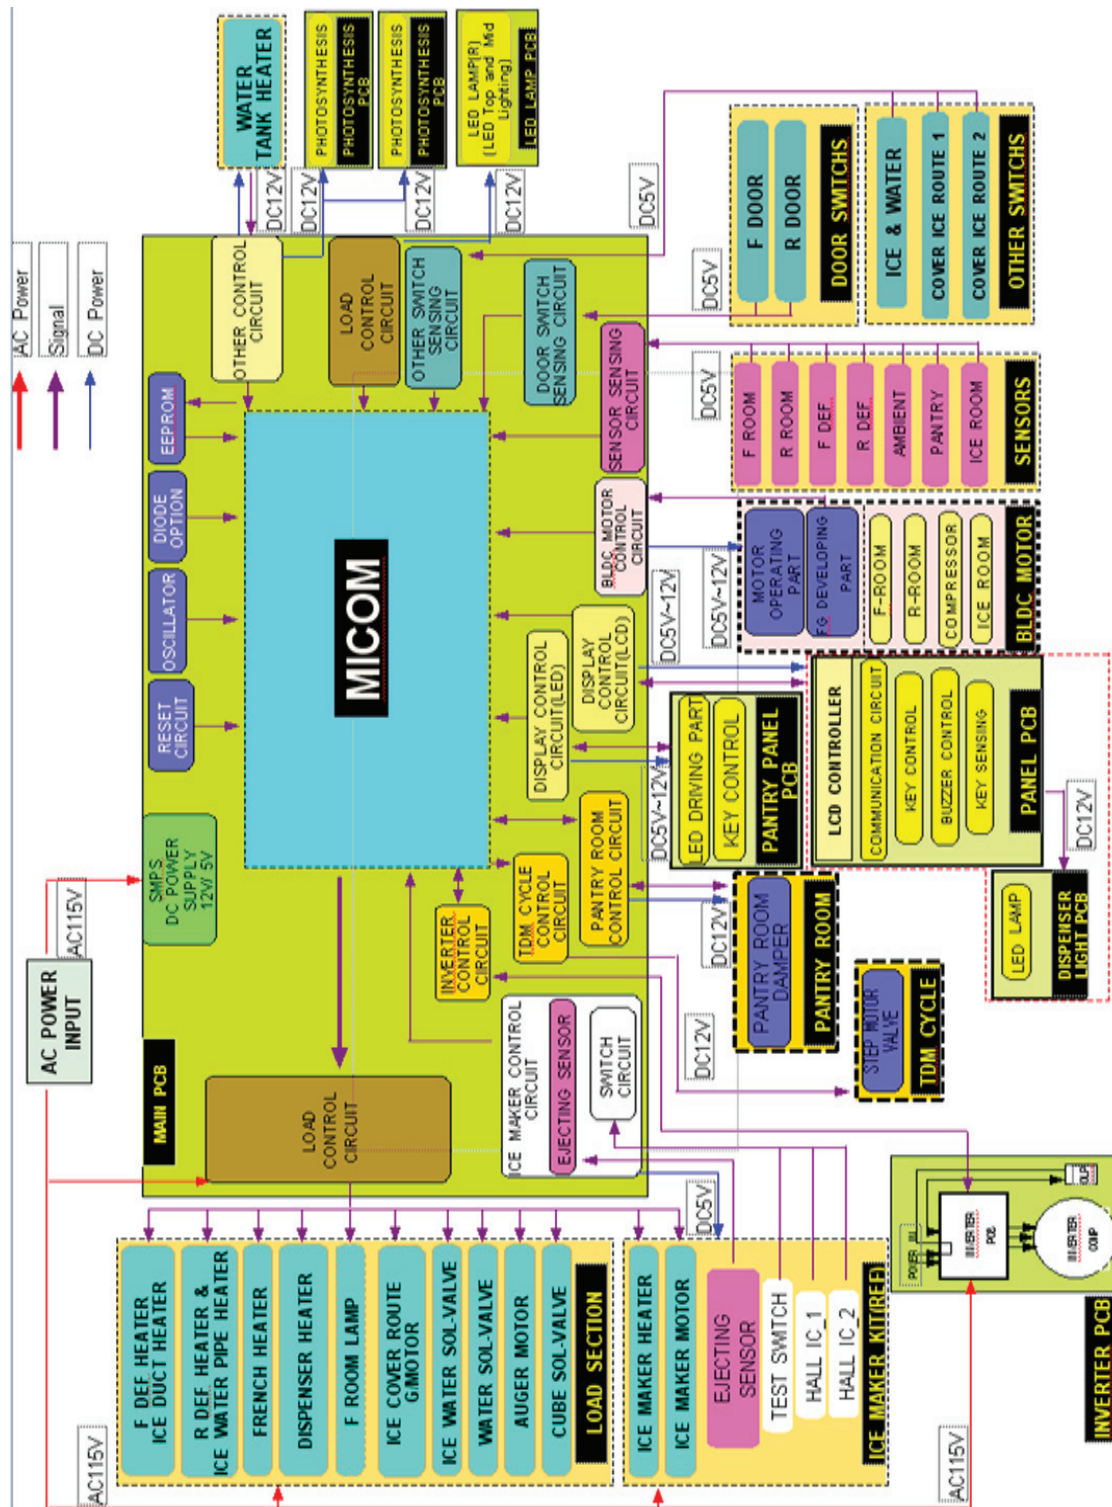 AC Power
Signal
DC Power
WATER
TANK HEATER
PHOTOSYNTHESIS
PHOTOSYNTHESIS
PCB
PHOTOSYNTHESIS
PHOTOSYNTHESIS
PCB
LED LAMP(R)
(LED Top and Mid
Lighting)
LED LAMP PCB
DC12V
DC12V
DC12V
DC12V
AC POWER
INPUT
AC115V
MAIN PCB
SMPS
DC POWER
SUPPLY
12V/ 5V
RESET
CIRCUIT
OSCILLATOR
DIODE
OPTION
EEPROM
OTHER CONTROL
CIRCUIT
LOAD
CONTROL
CIRCUIT
OTHER SWITCH
SENSING
CIRCUIT
DOOR SWITCH
SENSING CIRCUIT
SENSOR SENSING
CIRCUIT
BLDC MOTOR
CONTROL
CIRCUIT
DISPLAY
CONTROL
CIRCUIT(LCD)
DISPLAY CONTROL
CIRCUIT(LED)
PANTRY ROOM
CONTROL CIRCUIT
TDM CYCLE
CONTROL
CIRCUIT
INVERTER
CONTROL
CIRCUIT
MICOM
LOAD
CONTROL
CIRCUIT
ICE MAKER CONTROL
CIRCUIT
EJECTING SENSOR
SWITCH
CIRCUIT
DC5V
F DOOR
R DOOR
DOOR SWITCHS
ICE & WATER
COVER ICE ROUTE 1
COVER ICE ROUTE 2
OTHER SWITCHS
DC5V
DC5V
F ROOM
R ROOM
F DEF
R DEF
AMBIENT
PANTRY
ICE ROOM
SENSORS
DC5V~12V
DC5V~12V
MOTOR
OPERATING
PART
FG DEVELOPING
PART
F-ROOM
R-ROOM
COMPRESSOR
ICE ROOM
BLDC MOTOR
DC5V~12V
LED DRIVING PART
KEY CONTROL
PANTRY PANEL
PCB
LCD CONTROLLER
COMMUNICATION CIRCUIT
KEY CONTROL
BUZZER CONTROL
KEY SENSING
PANEL PCB
DC12V
LED LAMP
DISPENSER
LIGHT PCB
DC12V
PANTRY ROOM
DAMPER
PANTRY ROOM
DC12V
STEP MOTOR
VALVE
TDM CYCLE
AC115V
F DEF HEATER
ICE DUCT HEATER
R DEF HEATER &
ICE WATER PIPE HEATER
FRENCH HEATER
DISPENSER HEATER
F ROOM LAMP
ICE COVER ROUTE
GMOTOR
ICE WATER SOL-VALVE
WATER SOL-VALVE
AUGER MOTOR
CUBE SOL-VALVE
LOAD SECTION
DC5V
ICE MAKER HEATER
ICE MAKER MOTOR
EJECTING
SENSOR
TEST SWITCH
HALL IC_1
HALL IC_2
ICE MAKER KIT(REF)
AC115V
INVERTER
PCB
OLP
INVERTER
COMP
INVERTER PCB